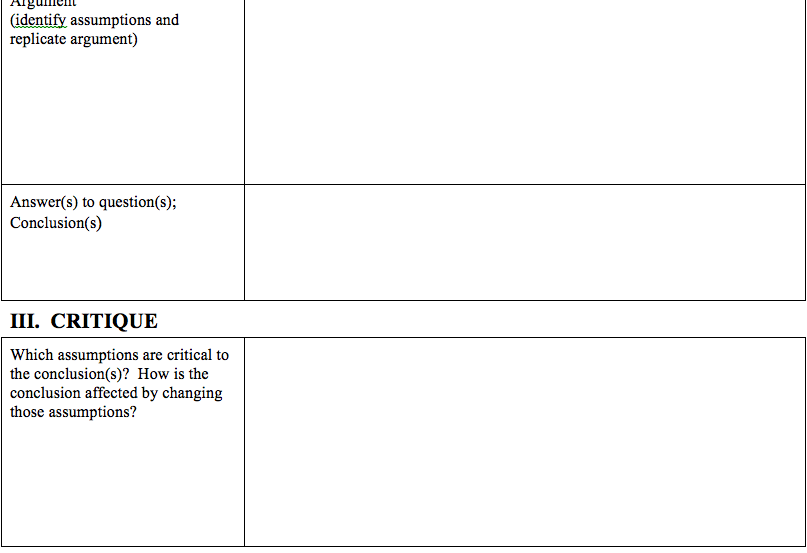 Argument
(identify assumptions and
replicate argument)
Answer(s) to question(s);
Conclusion(s)
III. CRITIQUE
Which assumptions are critical to
the conclusion(s)? How is the
conclusion affected by changing
those assumptions?